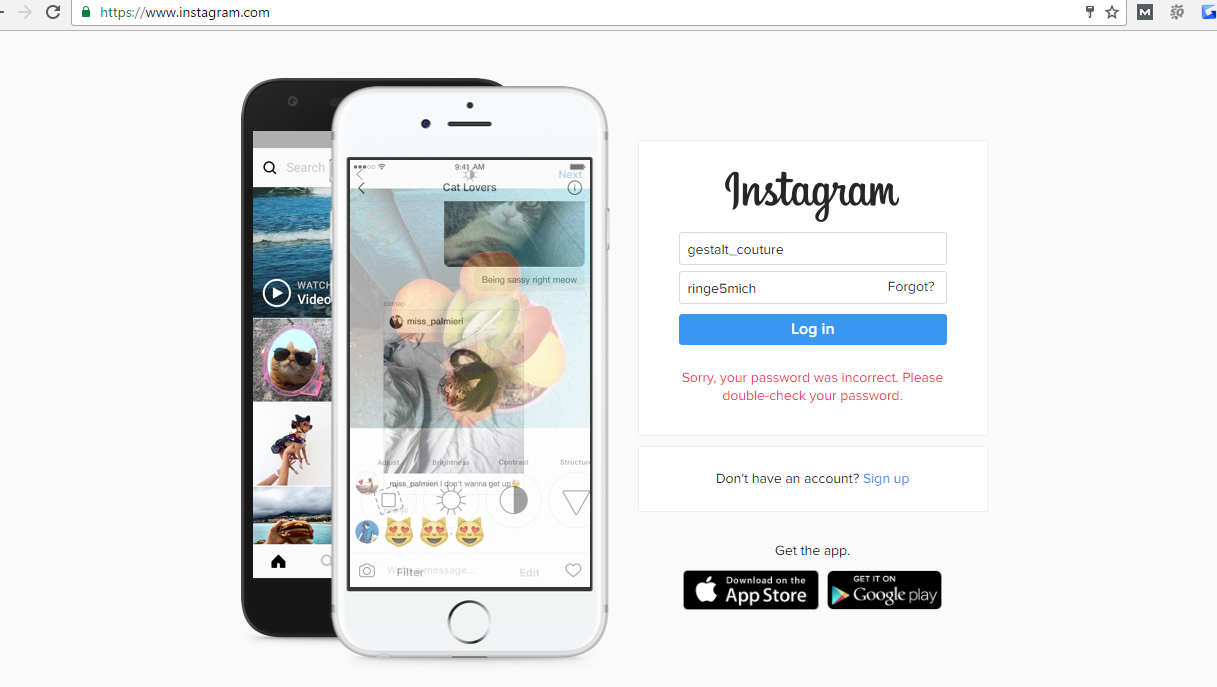 https://www.instagram.com
Search
WATCH
Video
9:41 AM
Next
Cat Lovers
Being sassy right meow
catnap
miss_palmieri
Adjust Brightness Contrast Structure
miss_palmieri I don't wanna get up😄
Write a message...
Filter Edit
Instagram
gestalt_couture
ringe5mich Forgot?
Log in
Sorry, your password was incorrect. Please
double-check your password.
Don't have an account? Sign up
Get the app.
Download on the
App Store
GET IT ON
Google play